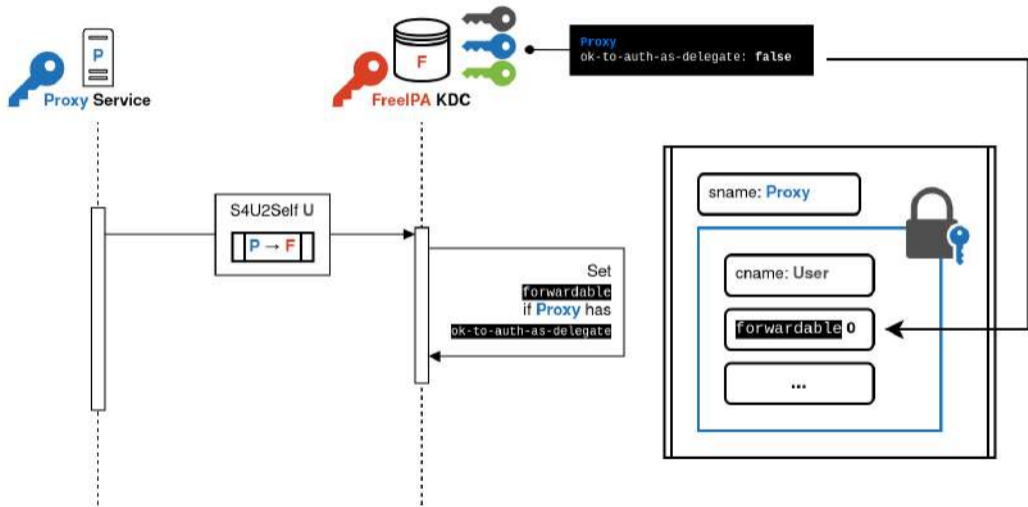 P
Proxy Service
F
FreeIPA KDC
Proxy
ok-to-auth-as-delegate: false
S4U2Self U
P → F
Set
forwardable
if Proxy has
ok-to-auth-as-delegate
sname: Proxy
cname: User
forwardable 0
...